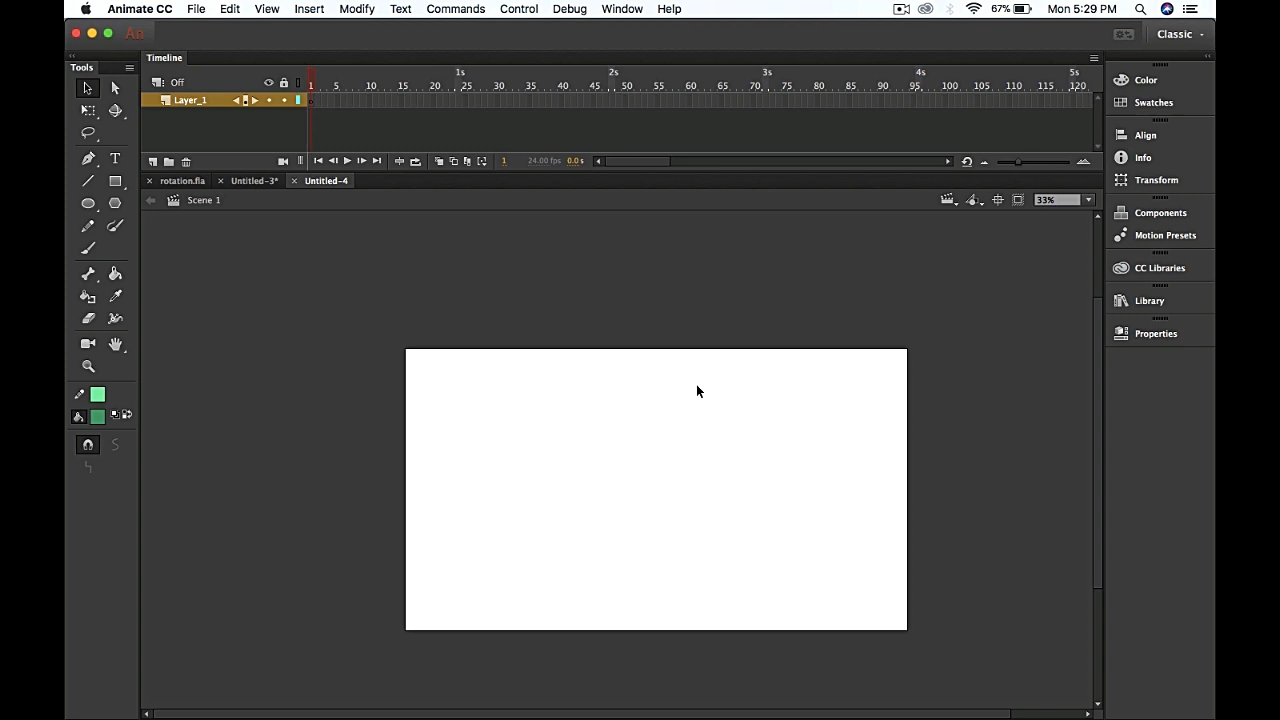 Animate CC File Edit View Insert Modify Text Commands Control Debug Window Help 67% Mon 5:29 PM
An Classic
Tools Timeline
Off 1s 2s 3s 4s 5s
1 5 10 15 20 25 30 35 40 45 50 55 60 65 70 75 80 85 90 95 100 105 110 115 120
Layer_1
1 24.00 fps 0.0 s
rotation.fla Untitled-3* Untitled-4
Scene 1 33%
Color
Swatches
Align
Info
Transform
Components
Motion Presets
CC Libraries
Library
Properties